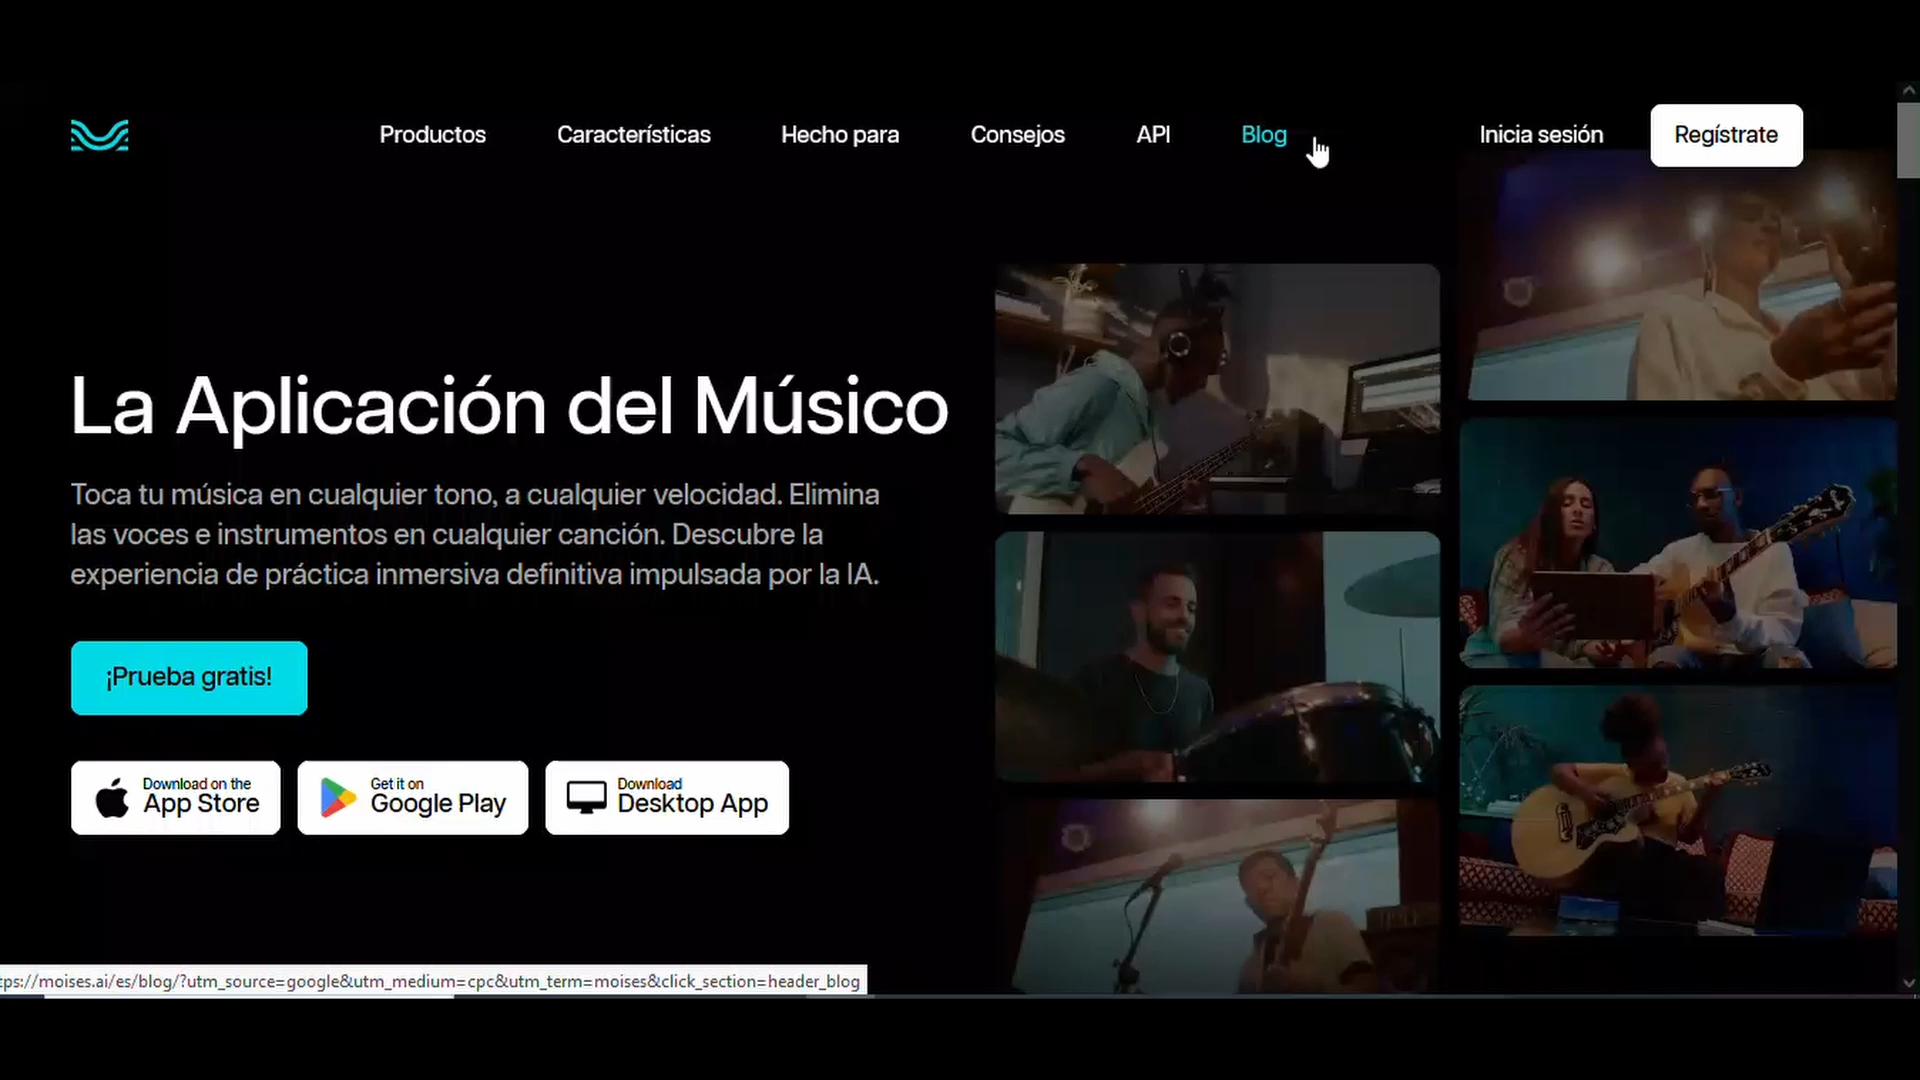 Productos Características Hecho para Consejos API Blog Inicia sesión Regístrate
La Aplicación del Músico
Toca tu música en cualquier tono, a cualquier velocidad. Elimina
las voces e instrumentos en cualquier canción. Descubre la
experiencia de práctica inmersiva definitiva impulsada por la IA.
¡Prueba gratis!
Download on the
App Store
Get it on
Google Play
Download
Desktop App
tps://moises.ai/es/blog/?utm_source=google&utm_medium=cpc&utm_term=moises&click_section=header_blog